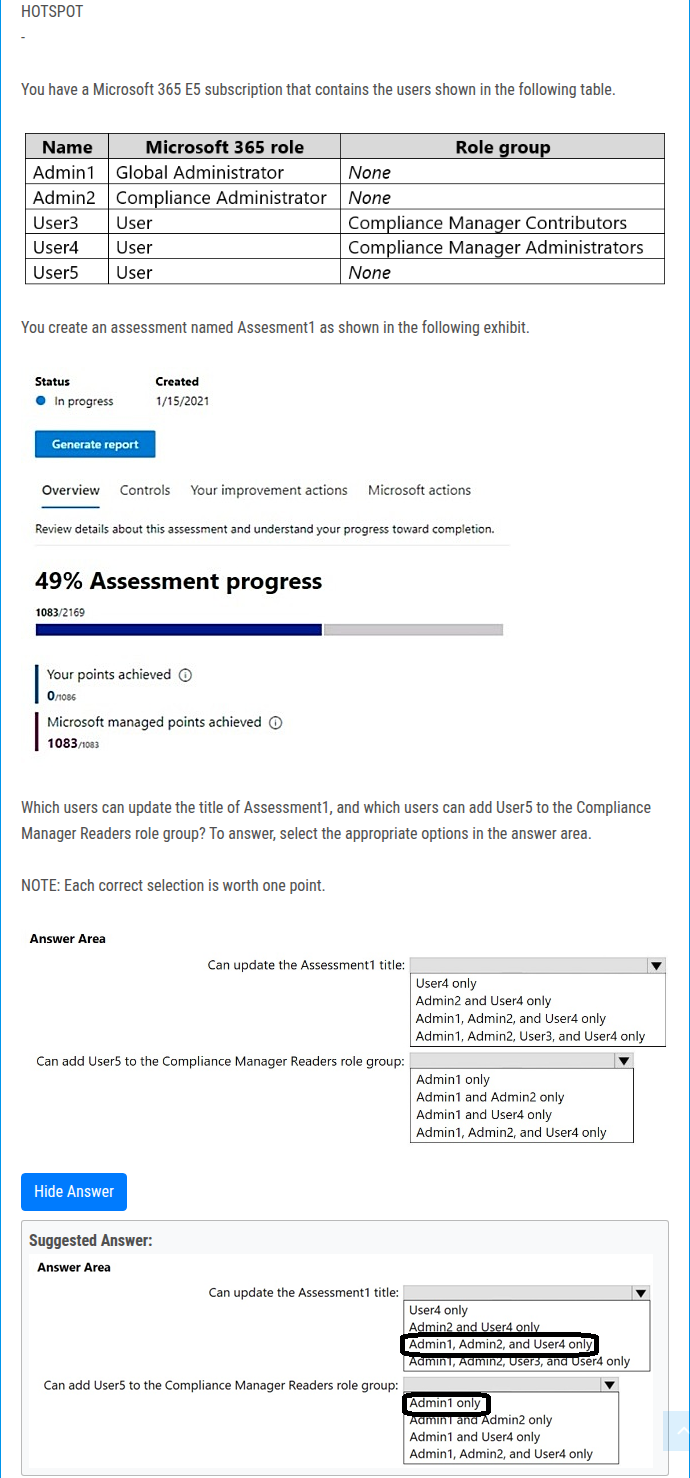 HOTSPOT
-
You have a Microsoft 365 E5 subscription that contains the users shown in the following table.
Name Microsoft 365 role Role group
Admin1 Global Administrator None
Admin2 Compliance Administrator None
User3 User Compliance Manager Contributors
User4 User Compliance Manager Administrators
User5 User None
You create an assessment named Assesment1 as shown in the following exhibit.
Status Created
In progress 1/15/2021
Generate report
Overview Controls Your improvement actions Microsoft actions
Review details about this assessment and understand your progress toward completion.
49% Assessment progress
1083/2169
Your points achieved
0/1086
Microsoft managed points achieved
1083/1083
Which users can update the title of Assessment1, and which users can add User5 to the Compliance
Manager Readers role group? To answer, select the appropriate options in the answer area.
NOTE: Each correct selection is worth one point.
Answer Area
Can update the Assessment1 title:
User4 only
Admin2 and User4 only
Admin1, Admin2, and User4 only
Admin1, Admin2, User3, and User4 only
Can add User5 to the Compliance Manager Readers role group:
Admin1 only
Admin1 and Admin2 only
Admin1 and User4 only
Admin1, Admin2, and User4 only
Hide Answer
Suggested Answer:
Answer Area
Can update the Assessment1 title:
User4 only
Admin2 and User4 only
Admin1, Admin2, and User4 only
Admin1, Admin2, User3, and User4 only
Can add User5 to the Compliance Manager Readers role group:
Admin1 only
Admin1 and Admin2 only
Admin1 and User4 only
Admin1, Admin2, and User4 only